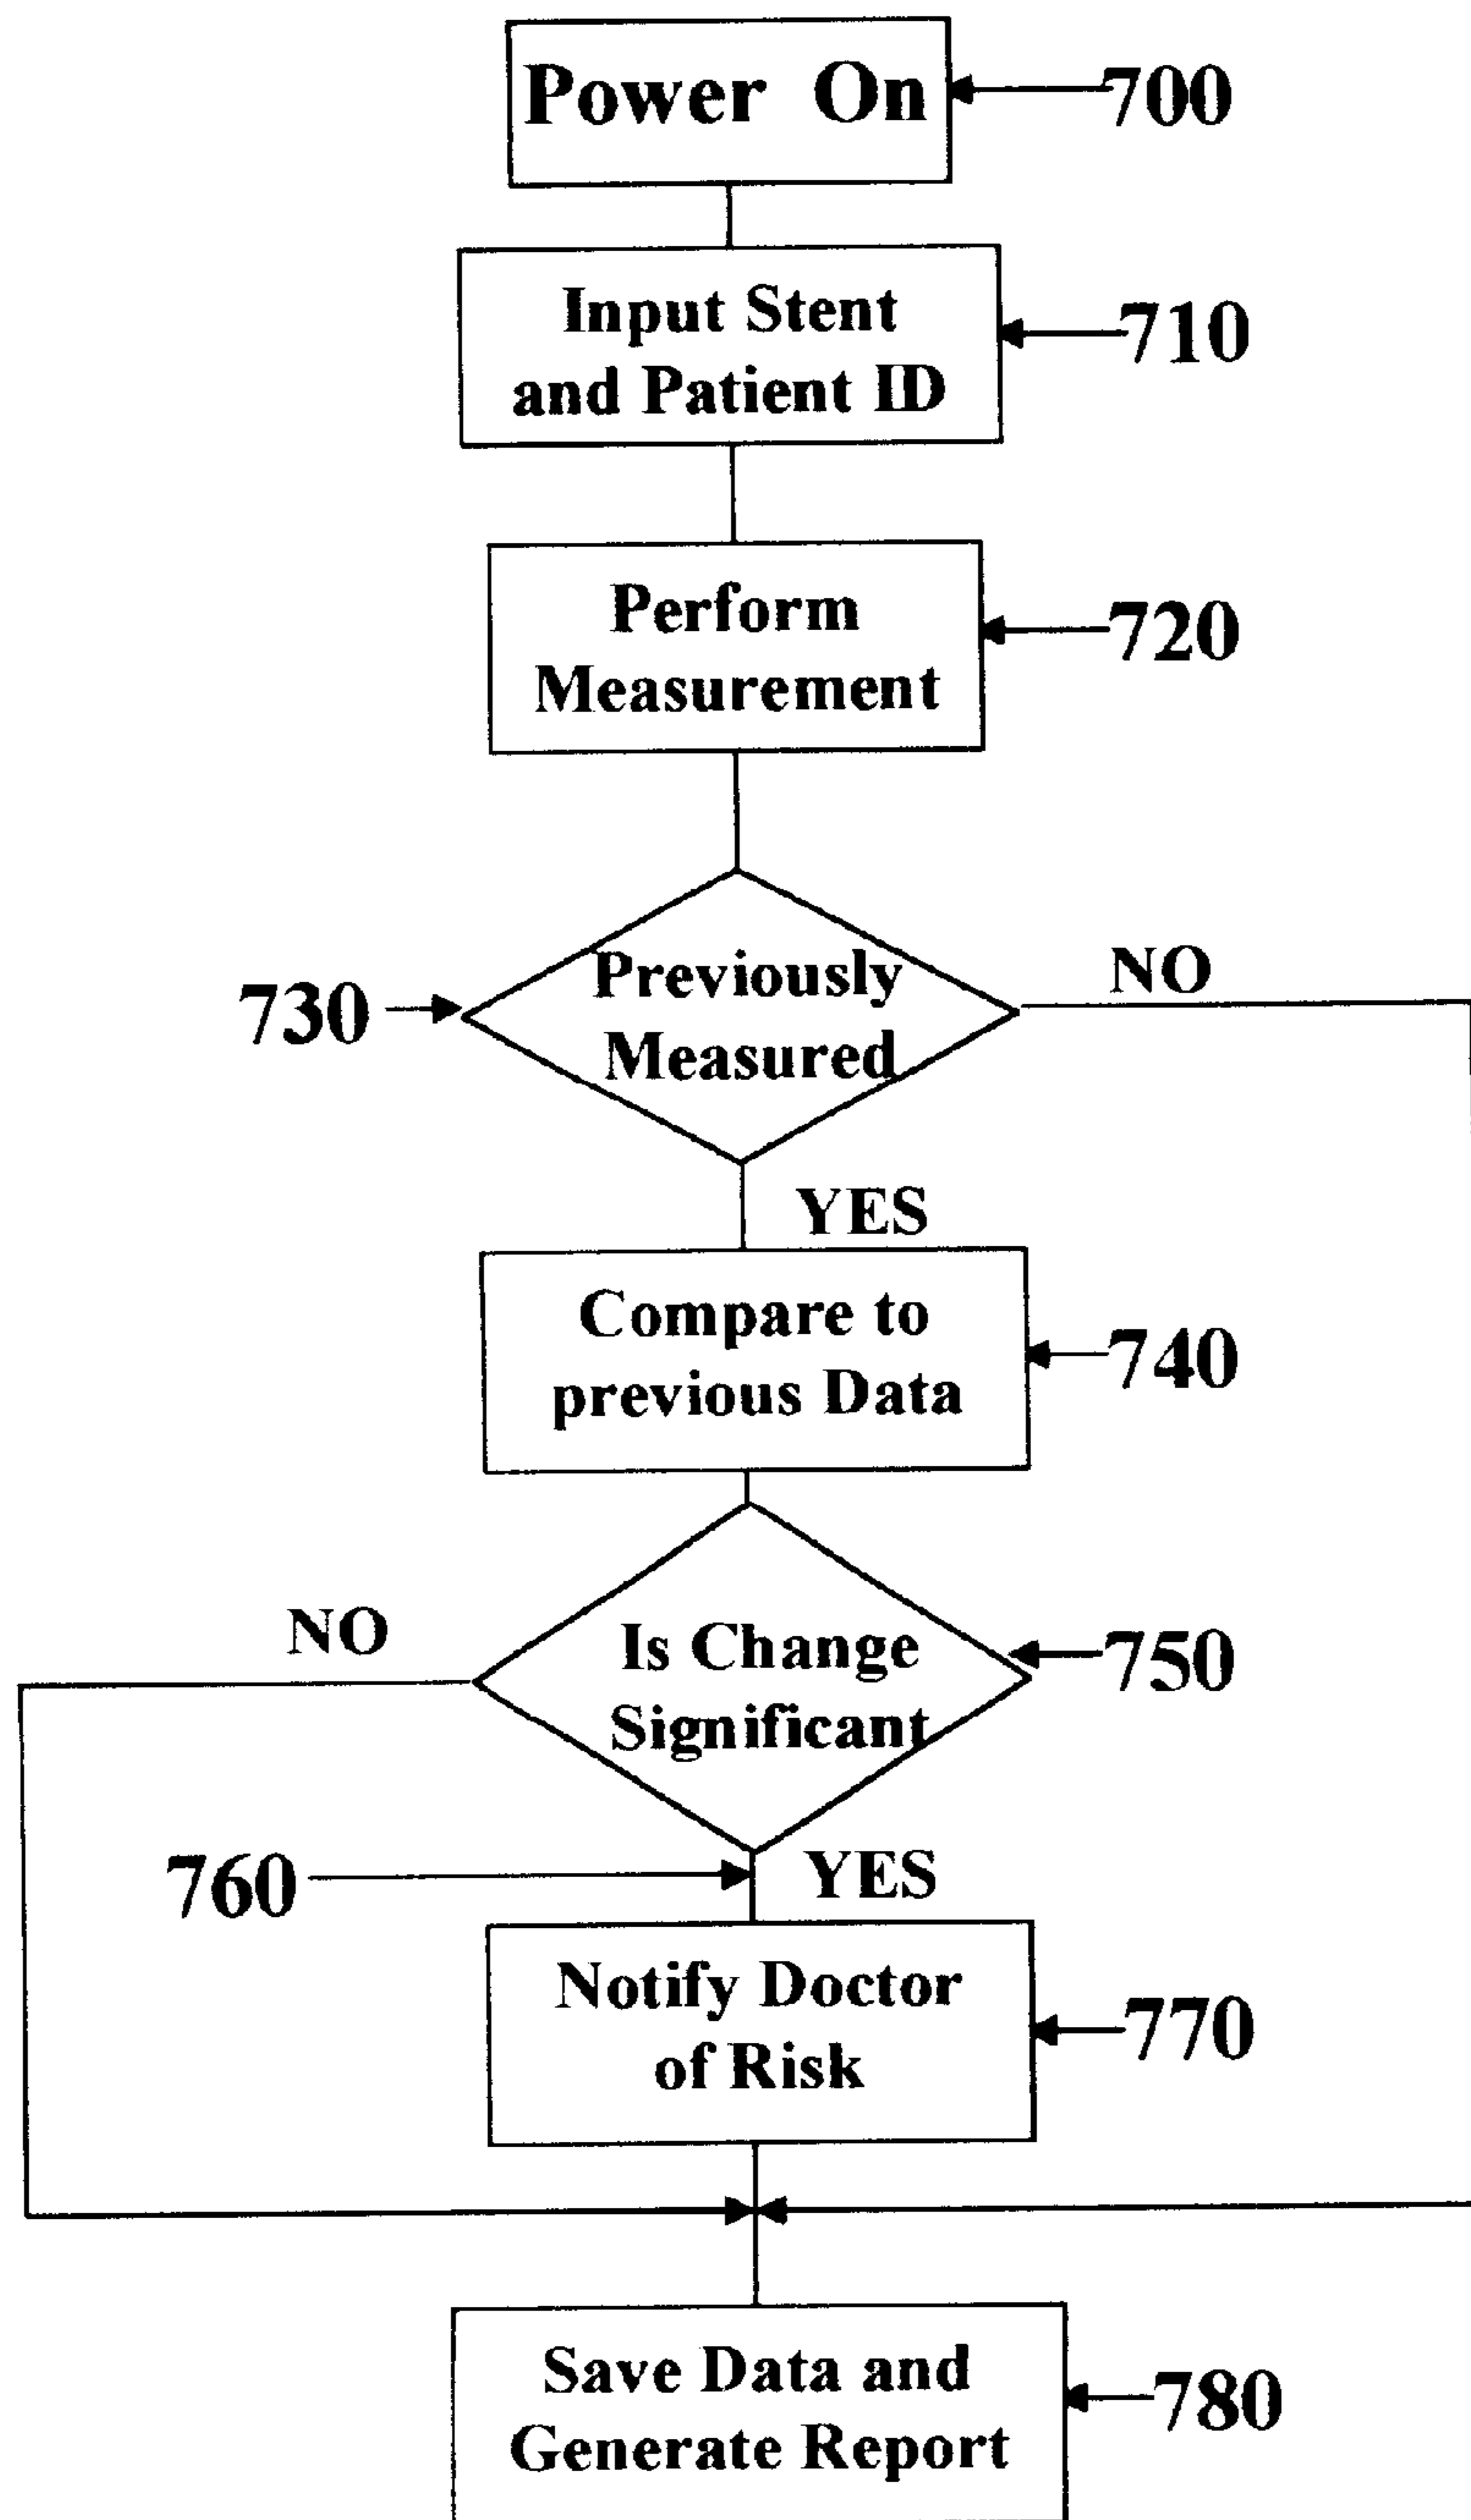 Power On
700
Input Stent
and Patient ID
710
Perform
Measurement
720
Previously
Measured
730
NO
YES
Compare to
previous Data
740
Is Change
Significant
750
NO
760
YES
Notify Doctor
of Risk
770
Save Data and
Generate Report
780